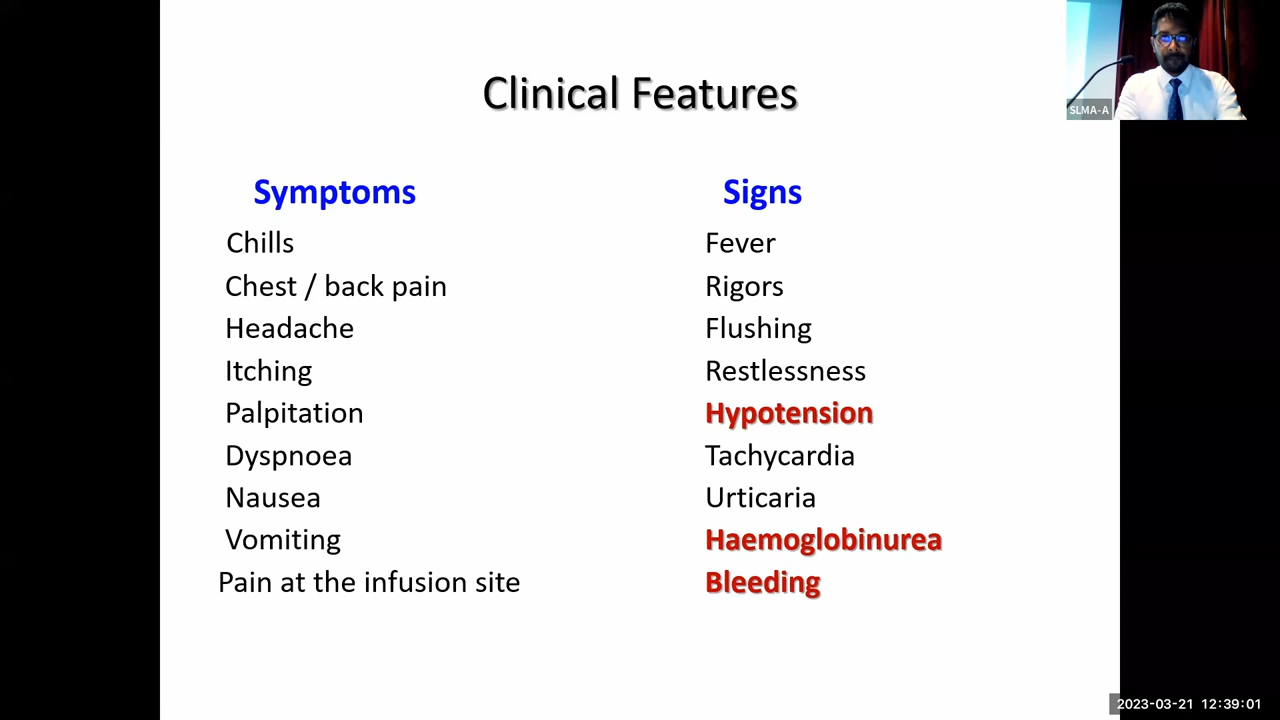 Clinical Features
Symptoms
Chills
Chest / back pain
Headache
Itching
Palpitation
Dyspnoea
Nausea
Vomiting
Pain at the infusion site
Signs
Fever
Rigors
Flushing
Restlessness
Hypotension
Tachycardia
Urticaria
Haemoglobinurea
Bleeding
SLMA-A
2023-03-21 12:39:01